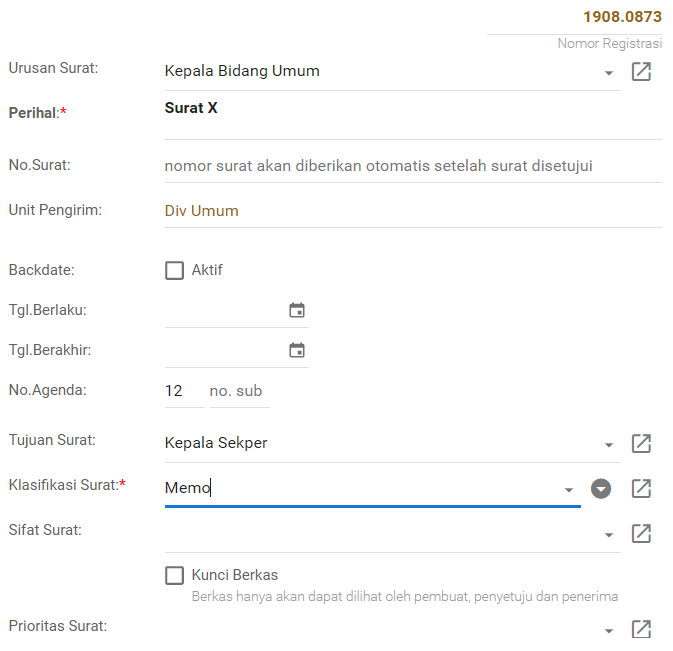 1908.0873
Nomor Registrasi
Urusan Surat: Kepala Bidang Umum
Perihal:* Surat X
No.Surat: nomor surat akan diberikan otomatis setelah surat disetujui
Unit Pengirim: Div Umum
Backdate: Aktif
Tgl.Berlaku:
Tgl.Berakhir:
No.Agenda: 12 no. sub
Tujuan Surat: Kepala Sekper
Klasifikasi Surat:* Memo
Sifat Surat:
Kunci Berkas
Berkas hanya akan dapat dilihat oleh pembuat, penyetuju dan penerima
Prioritas Surat: